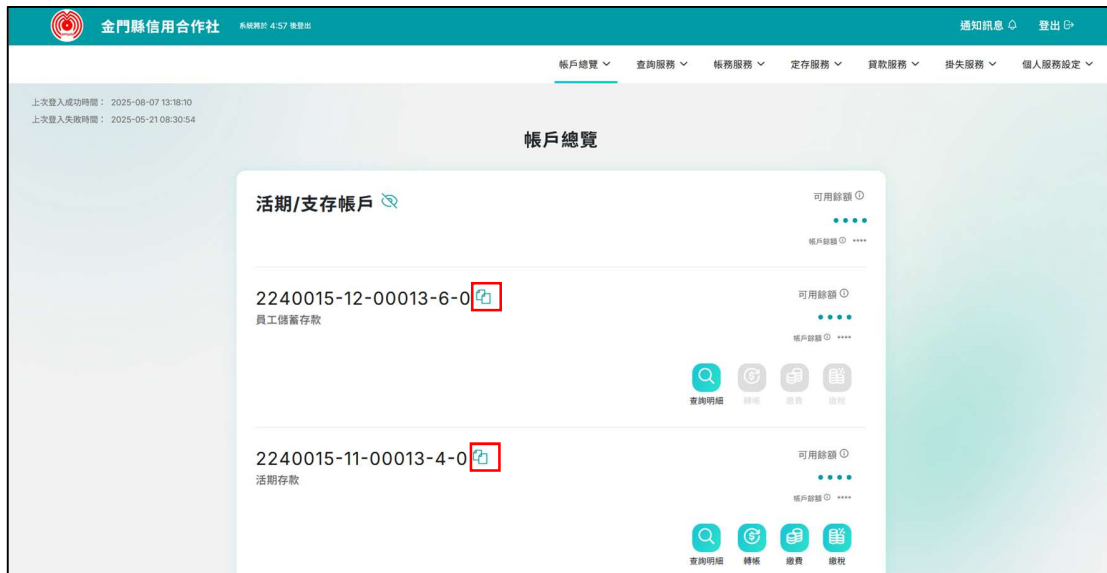 金門縣信用合作社 系統將於 4:57 後登出 通知訊息 登出
帳戶總覽 查詢服務 帳務服務 定存服務 貸款服務 掛失服務 個人服務設定
上次登入成功時間： 2025-08-07 13:18:10
上次登入失敗時間： 2025-05-21 08:30:54
帳戶總覽
活期/支存帳戶 可用餘額
帳戶餘額 ****
2240015-12-00013-6-0 可用餘額
員工儲蓄存款
帳戶餘額 ****
查詢明細 轉帳 繳費 繳稅
2240015-11-00013-4-0 可用餘額
活期存款
帳戶餘額 ****
查詢明細 轉帳 繳費 繳稅